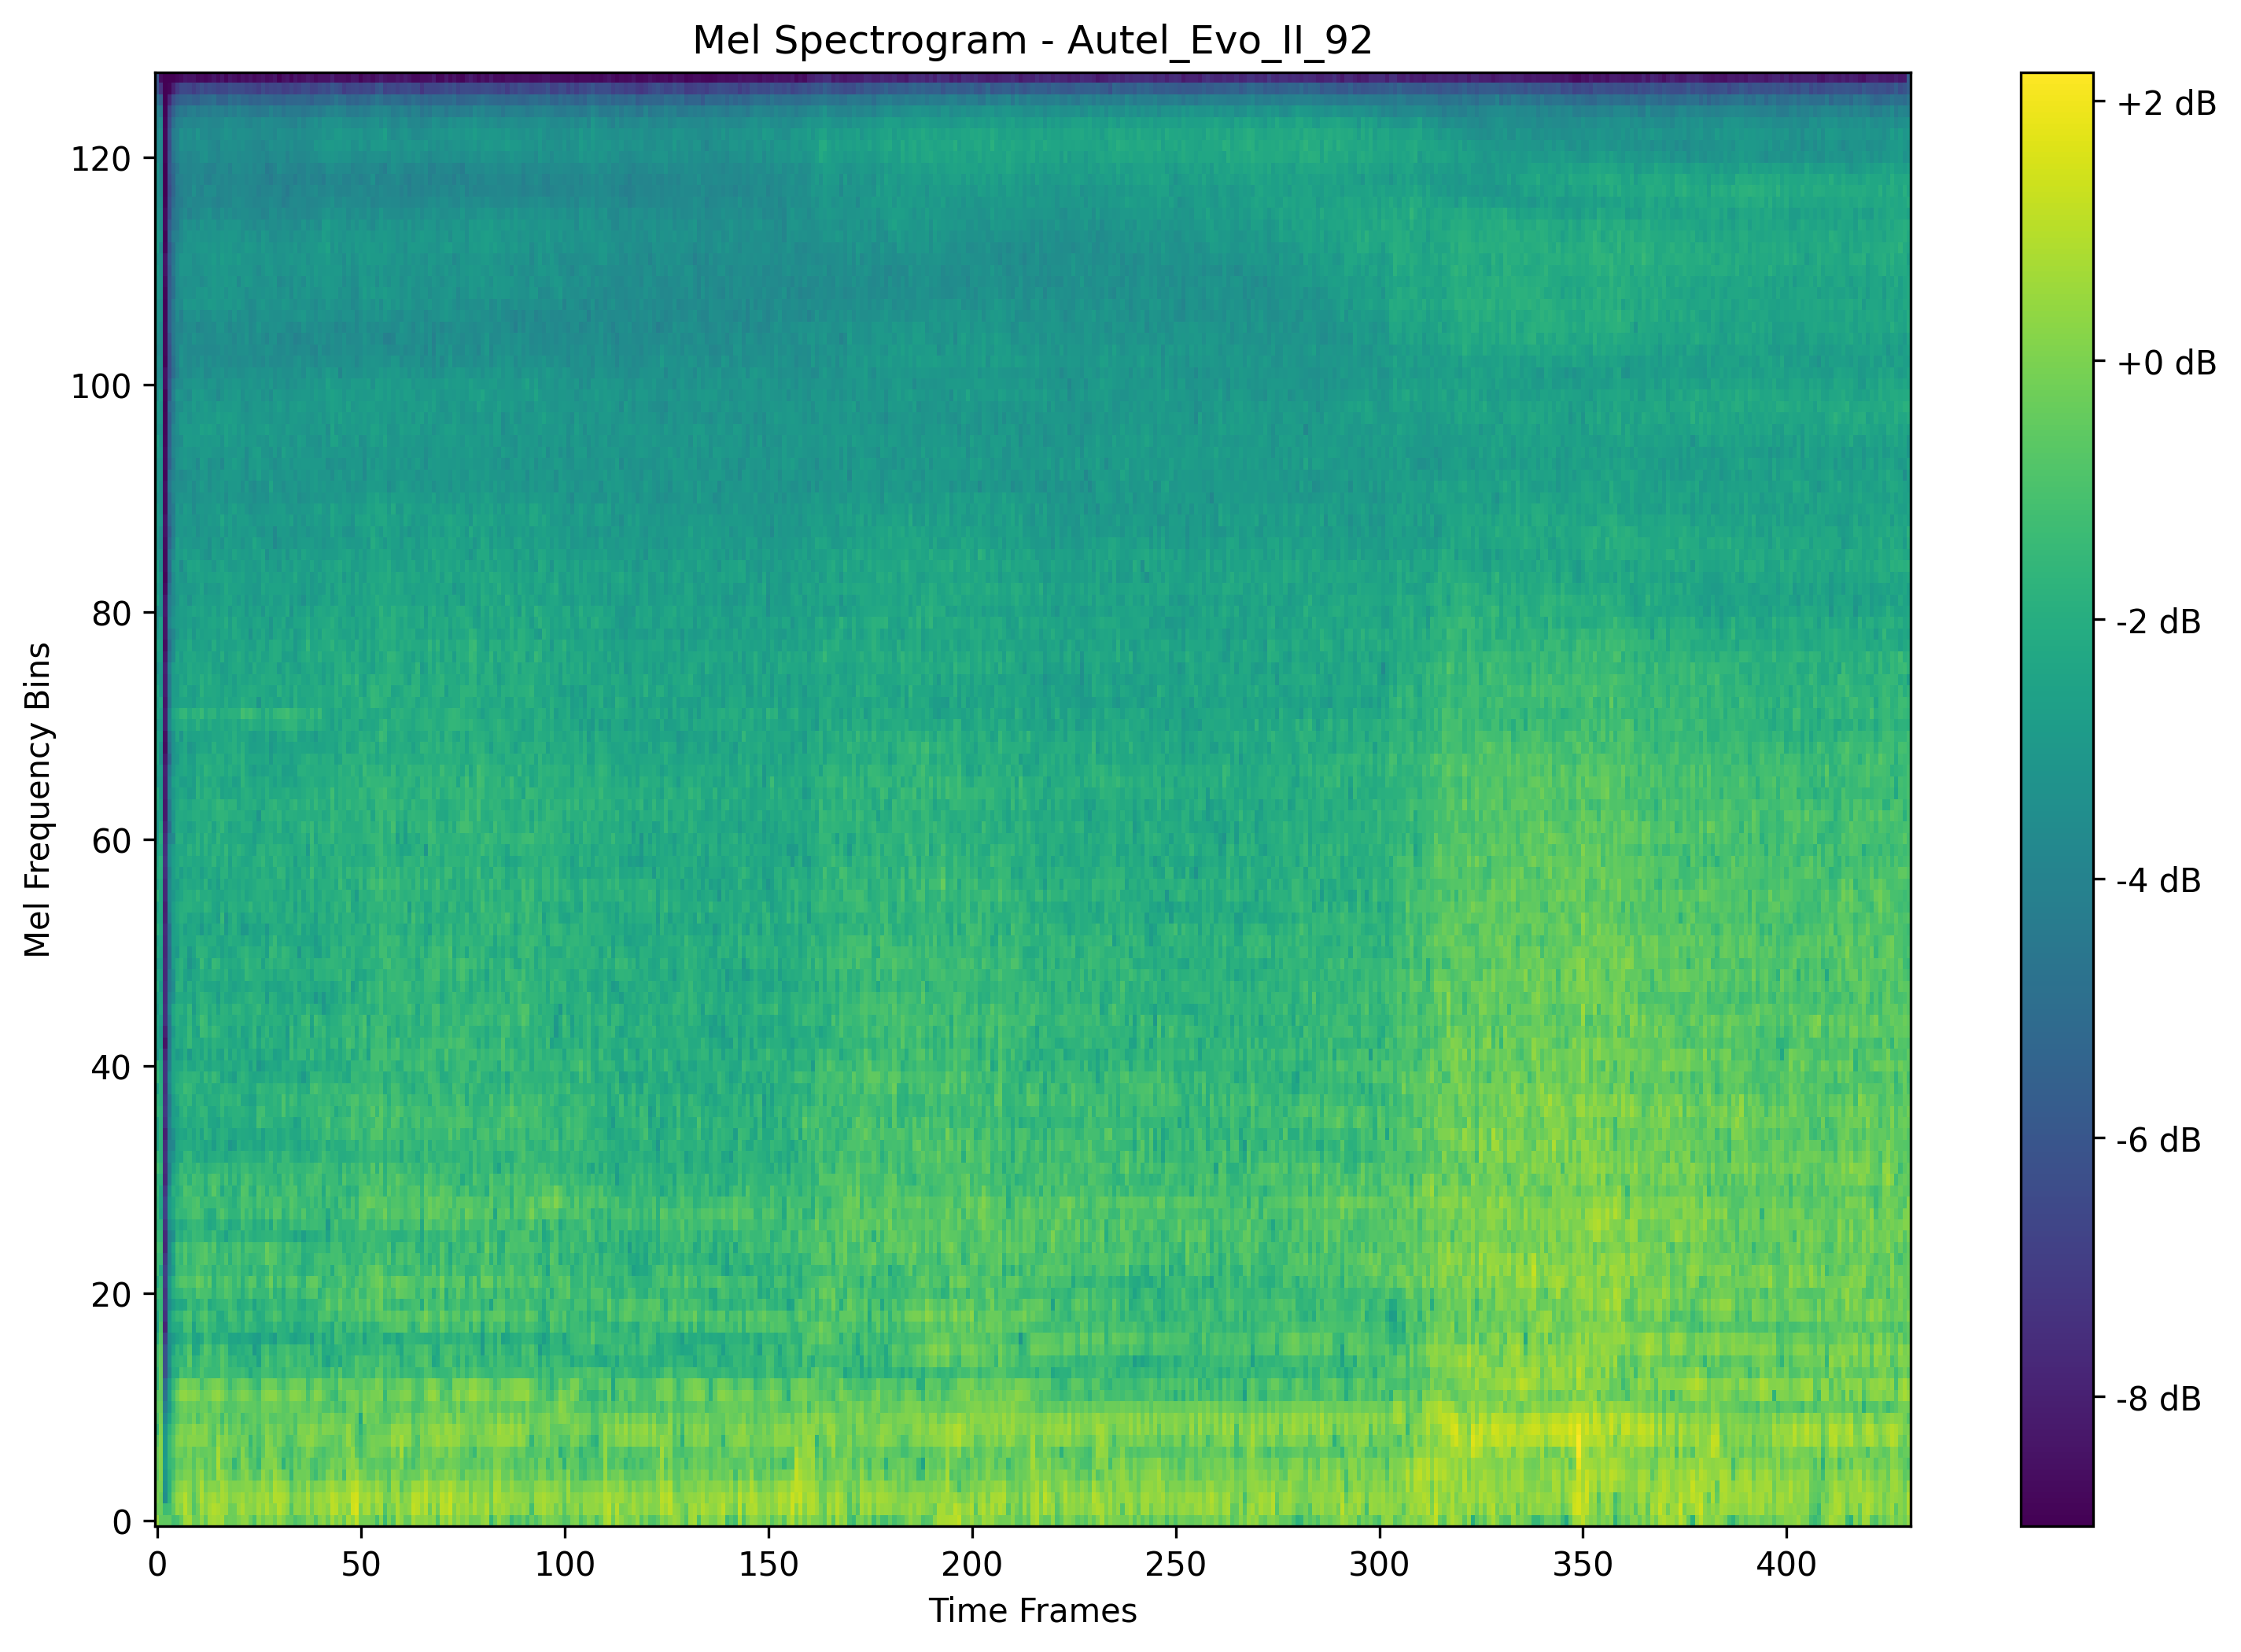 Mel Spectrogram - Autel_Evo_II_92
Mel Frequency Bins
120
100
80
60
40
20
0
0 50 100 150 200 250 300 350 400
Time Frames
+2 dB
+0 dB
-2 dB
-4 dB
-6 dB
-8 dB